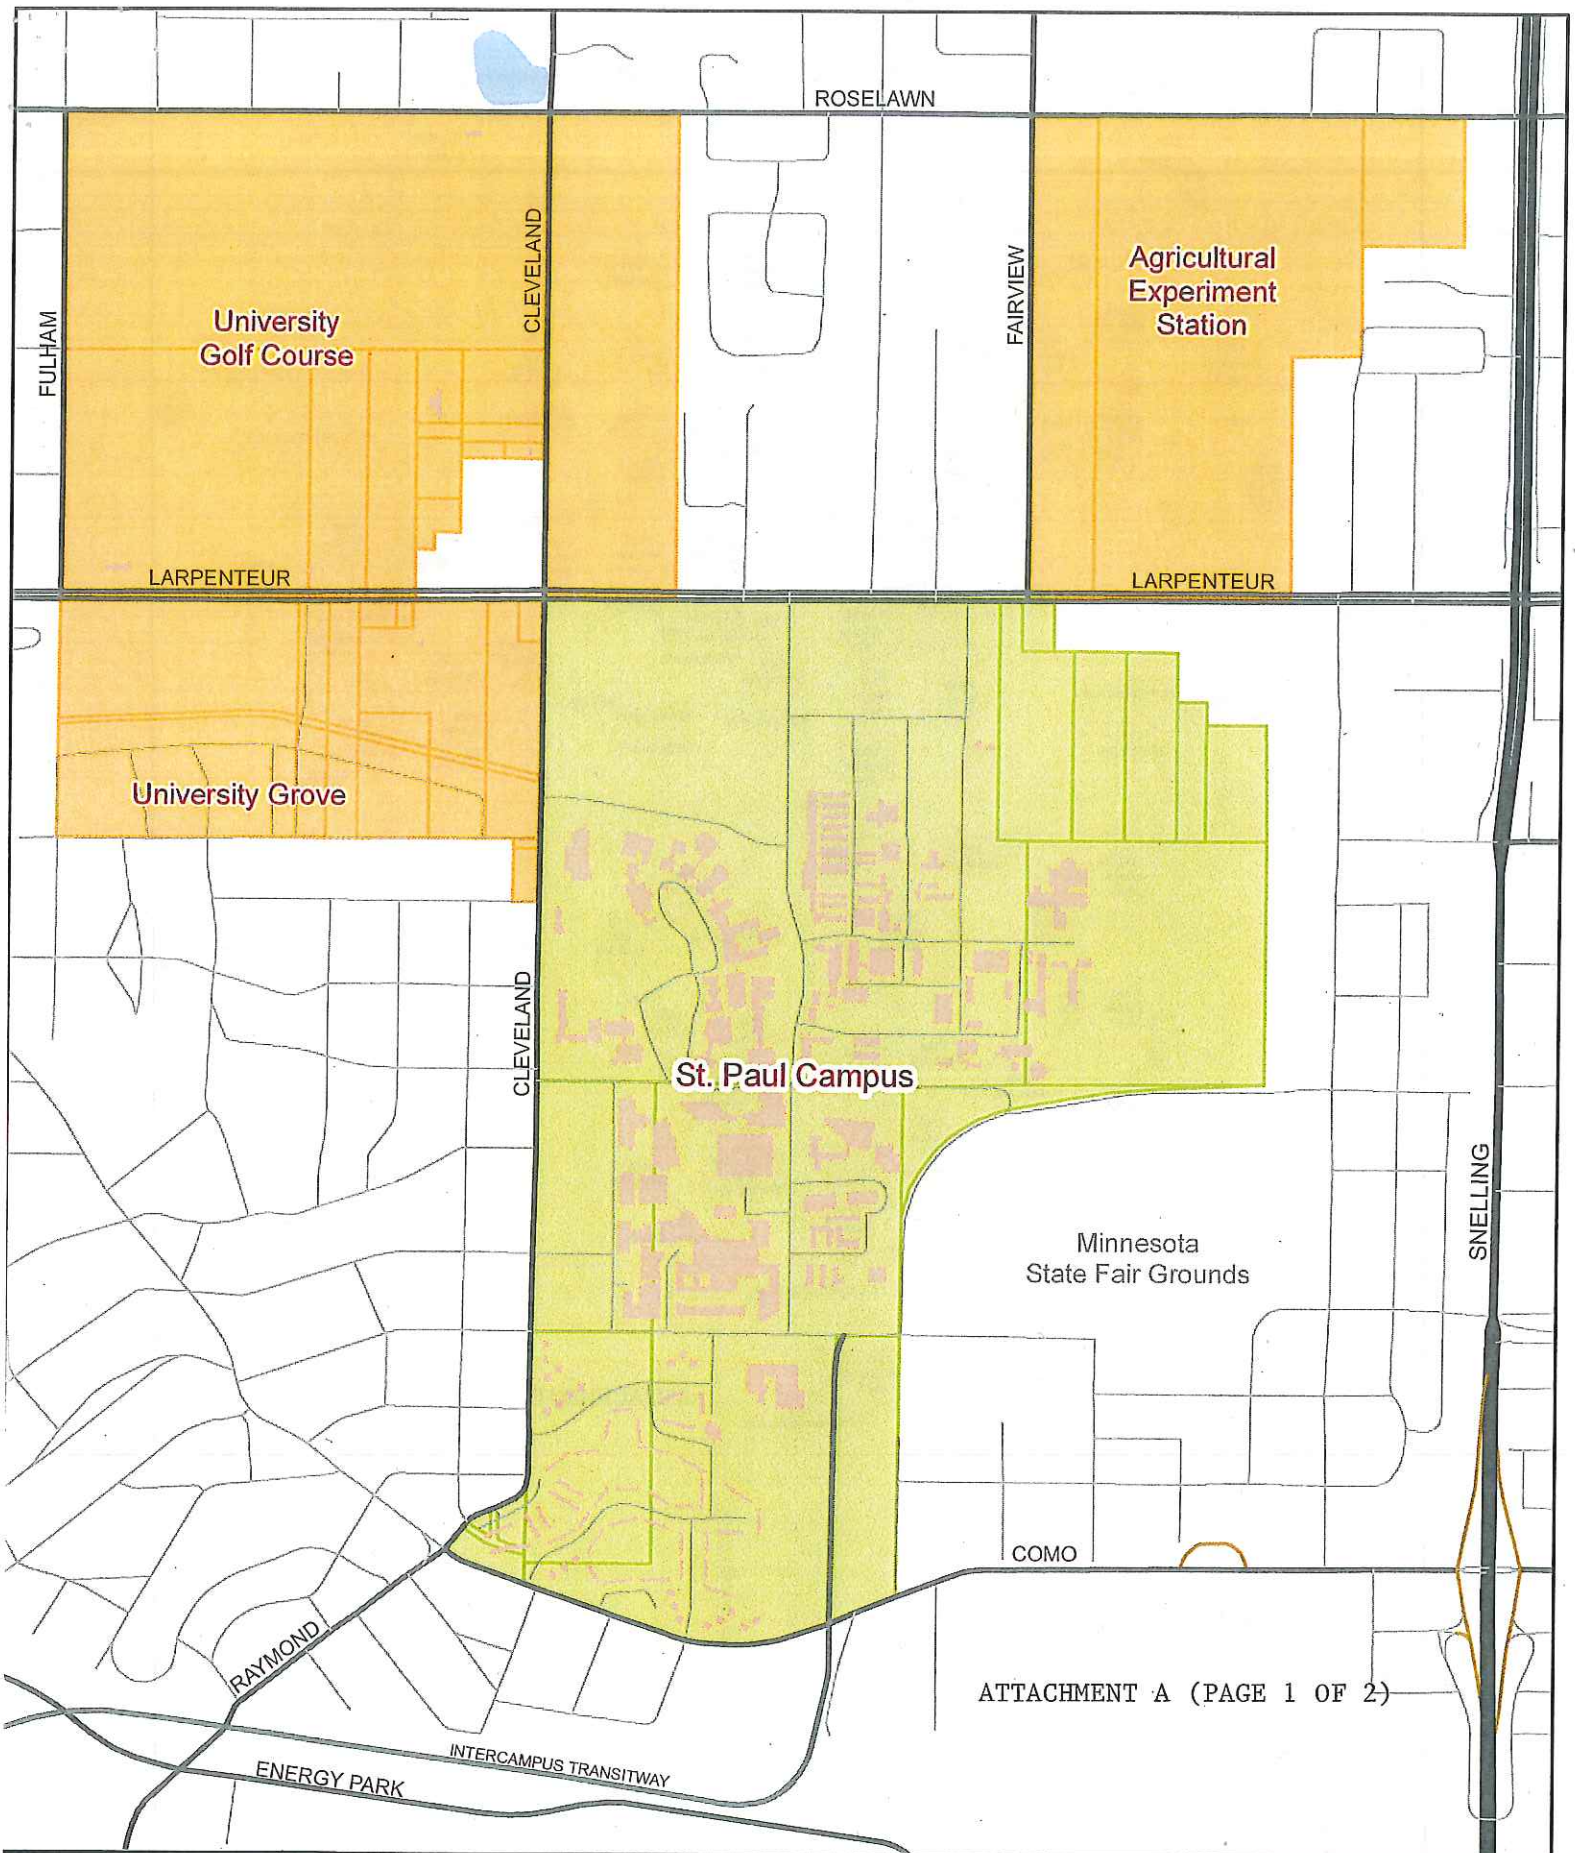 ROSELAWN
CLEVELAND
FAIRVIEW
FULHAM
University
Golf Course
Agricultural
Experiment
Station
LARPENTEUR
LARPENTEUR
University Grove
CLEVELAND
St. Paul Campus
SNELLING
Minnesota
State Fair Grounds
COMO
RAYMOND
ATTACHMENT A (PAGE 1 OF 2)
INTERCAMPUS TRANSITWAY
ENERGY PARK